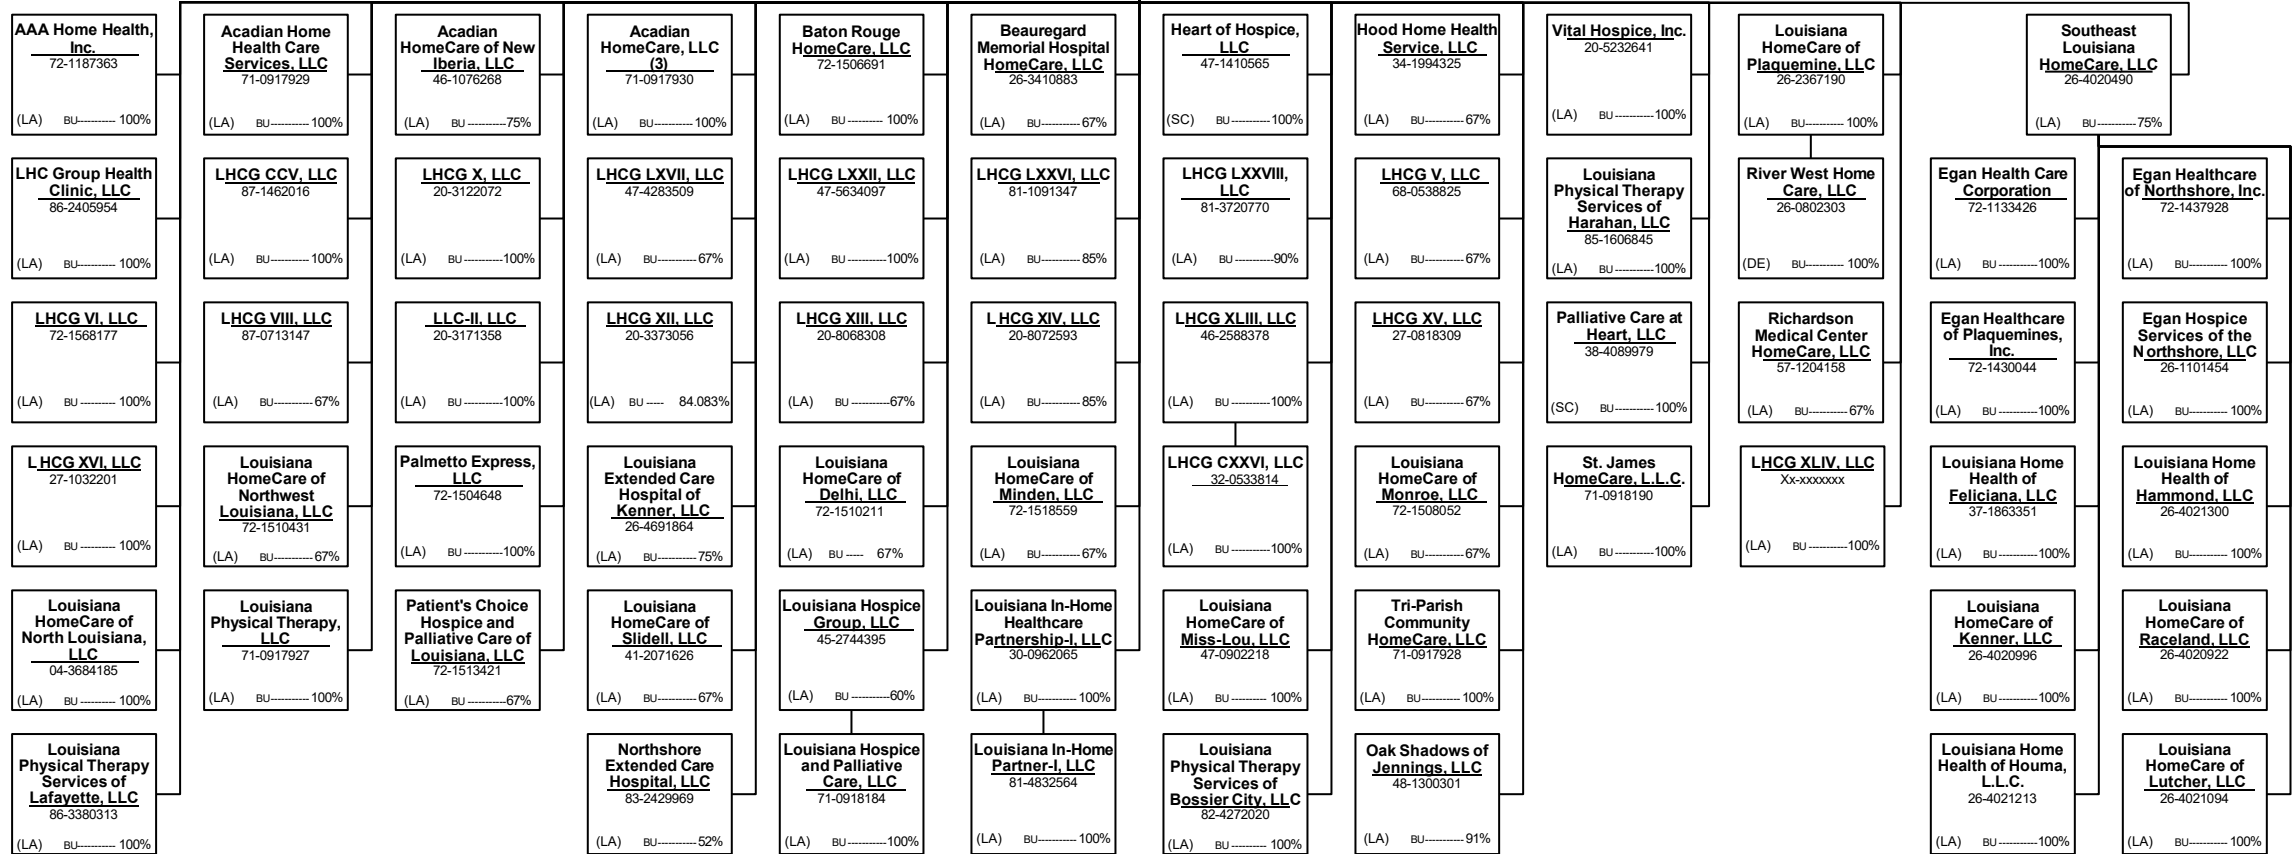 AAA Home Health,
Inc.
72-1187363
(LA) BU----------- 100%
Acadian Home
Health Care
Services, LLC
71-0917929
(LA) BU----------- 100%
Acadian
HomeCare of New
Iberia, LLC
46-1076268
(LA) BU -----------75%
Acadian
HomeCare, LLC
(3)
71-0917930
(LA) BU----------- 100%
Baton Rouge
HomeCare, LLC
72-1506691
(LA) BU ----------- 100%
Beauregard
Memorial Hospital
HomeCare, LLC
26-3410883
(LA) BU----------- 67%
Heart of Hospice,
LLC
47-1410565
(SC) BU -----------100%
Hood Home Health
Service, LLC
34-1994325
(LA) BU----------- 67%
Vital Hospice, Inc.
20-5232641
(LA) BU -----------100%
Louisiana
HomeCare of
Plaquemine, LLC
26-2367190
(LA) BU----------- 100%
Southeast
Louisiana
HomeCare, LLC
26-4020490
(LA) BU-----------75%
LHC Group Health
Clinic, LLC
86-2405954
(LA) BU----------- 100%
LHCG CCV, LLC
87-1462016
(LA) BU----------- 100%
LHCG X, LLC
20-3122072
(LA) BU -----------100%
LHCG LXVII, LLC
47-4283509
(LA) BU----------- 67%
LHCG LXXII, LLC
47-5634097
(LA) BU -----------100%
LHCG LXXVI, LLC
81-1091347
(LA) BU----------- 85%
LHCG LXXVIII,
LLC
81-3720770
(LA) BU -----------90%
LHCG V, LLC
68-0538825
(LA) BU----------- 67%
Louisiana
Physical Therapy
Services of
Harahan, LLC
85-1606845
(LA) BU -----------100%
River West Home
Care, LLC
26-0802303
(DE) BU----------- 100%
Egan Health Care
Corporation
72-1133426
(LA) BU -----------100%
Egan Healthcare
of Northshore, Inc.
72-1437928
(LA) BU----------- 100%
LHCG VI, LLC
72-1568177
(LA) BU ----------- 100%
LHCG VIII, LLC
87-0713147
(LA) BU----------- 67%
LLC-II, LLC
20-3171358
(LA) BU -----------100%
LHCG XII, LLC
20-3373056
(LA) BU ----- 84.083%
LHCG XIII, LLC
20-8068308
(LA) BU -----------67%
LHCG XIV, LLC
20-8072593
(LA) BU----------- 85%
LHCG XLIII, LLC
46-2588378
(LA) BU -----------100%
LHCG XV, LLC
27-0818309
(LA) BU----------- 67%
Palliative Care at
Heart, LLC
38-4089979
(SC) BU----------- 100%
Richardson
Medical Center
HomeCare, LLC
57-1204158
(LA) BU----------- 67%
Egan Healthcare
of Plaquemines,
Inc.
72-1430044
(LA) BU -----------100%
Egan Hospice
Services of the
Northshore, LLC
26-1101454
(LA) BU----------- 100%
LHCG XVI, LLC
27-1032201
(LA) BU ----------- 100%
Louisiana
HomeCare of
Northwest
Louisiana, LLC
72-1510431
(LA) BU----------- 67%
Palmetto Express,
LLC
72-1504648
(LA) BU -----------100%
Louisiana
Extended Care
Hospital of
Kenner, LLC
26-4691864
(LA) BU----------- 75%
Louisiana
HomeCare of
Delhi, LLC
72-1510211
(LA) BU ----- 67%
Louisiana
HomeCare of
Minden, LLC
72-1518559
(LA) BU----------- 67%
LHCG CXXVI, LLC
32-0533814
(LA) BU -----------100%
Louisiana
HomeCare of
Monroe, LLC
72-1508052
(LA) BU----------- 67%
St. James
HomeCare, L.L.C.
71-0918190
(LA) BU -----------100%
LHCG XLIV, LLC
Xx-xxxxxxx
(LA) BU -----------100%
Louisiana Home
Health of
Feliciana, LLC
37-1863351
(LA) BU -----------100%
Louisiana Home
Health of
Hammond, LLC
26-4021300
(LA) BU----------- 100%
Louisiana
HomeCare of
North Louisiana,
LLC
04-3684185
(LA) BU ----------- 100%
Louisiana
Physical Therapy,
LLC
71-0917927
(LA) BU----------- 100%
Patient's Choice
Hospice and
Palliative Care of
Louisiana, LLC
72-1513421
(LA) BU -----------67%
Louisiana
HomeCare of
Slidell, LLC
41-2071626
(LA) BU----------- 67%
Louisiana Hospice
Group, LLC
45-2744395
(LA) BU -----------60%
Louisiana In-Home
Healthcare
Partnership-I, LLC
30-0962065
(LA) BU----------- 100%
Louisiana
HomeCare of
Miss-Lou, LLC
47-0902218
(LA) BU----------- 100%
Tri-Parish
Community
HomeCare, LLC
71-0917928
(LA) BU----------- 100%
Louisiana
HomeCare of
Kenner, LLC
26-4020996
(LA) BU -----------100%
Louisiana
HomeCare of
Raceland, LLC
26-4020922
(LA) BU----------- 100%
Louisiana
Physical Therapy
Services of
Lafayette, LLC
86-3380313
(LA) BU----------- 100%
Northshore
Extended Care
Hospital, LLC
83-2429969
(LA) BU----------- 52%
Louisiana Hospice
and Palliative
Care, LLC
71-0918184
(LA) BU -----------100%
Louisiana In-Home
Partner-I, LLC
81-4832564
(LA) BU----------- 100%
Louisiana
Physical Therapy
Services of
Bossier City, LLC
82-4272020
(LA) BU----------- 100%
Oak Shadows of
Jennings, LLC
48-1300301
(LA) BU----------- 91%
Louisiana Home
Health of Houma,
L.L.C.
26-4021213
(LA) BU -----------100%
Louisiana
HomeCare of
Lutcher, LLC
26-4021094
(LA) BU----------- 100%